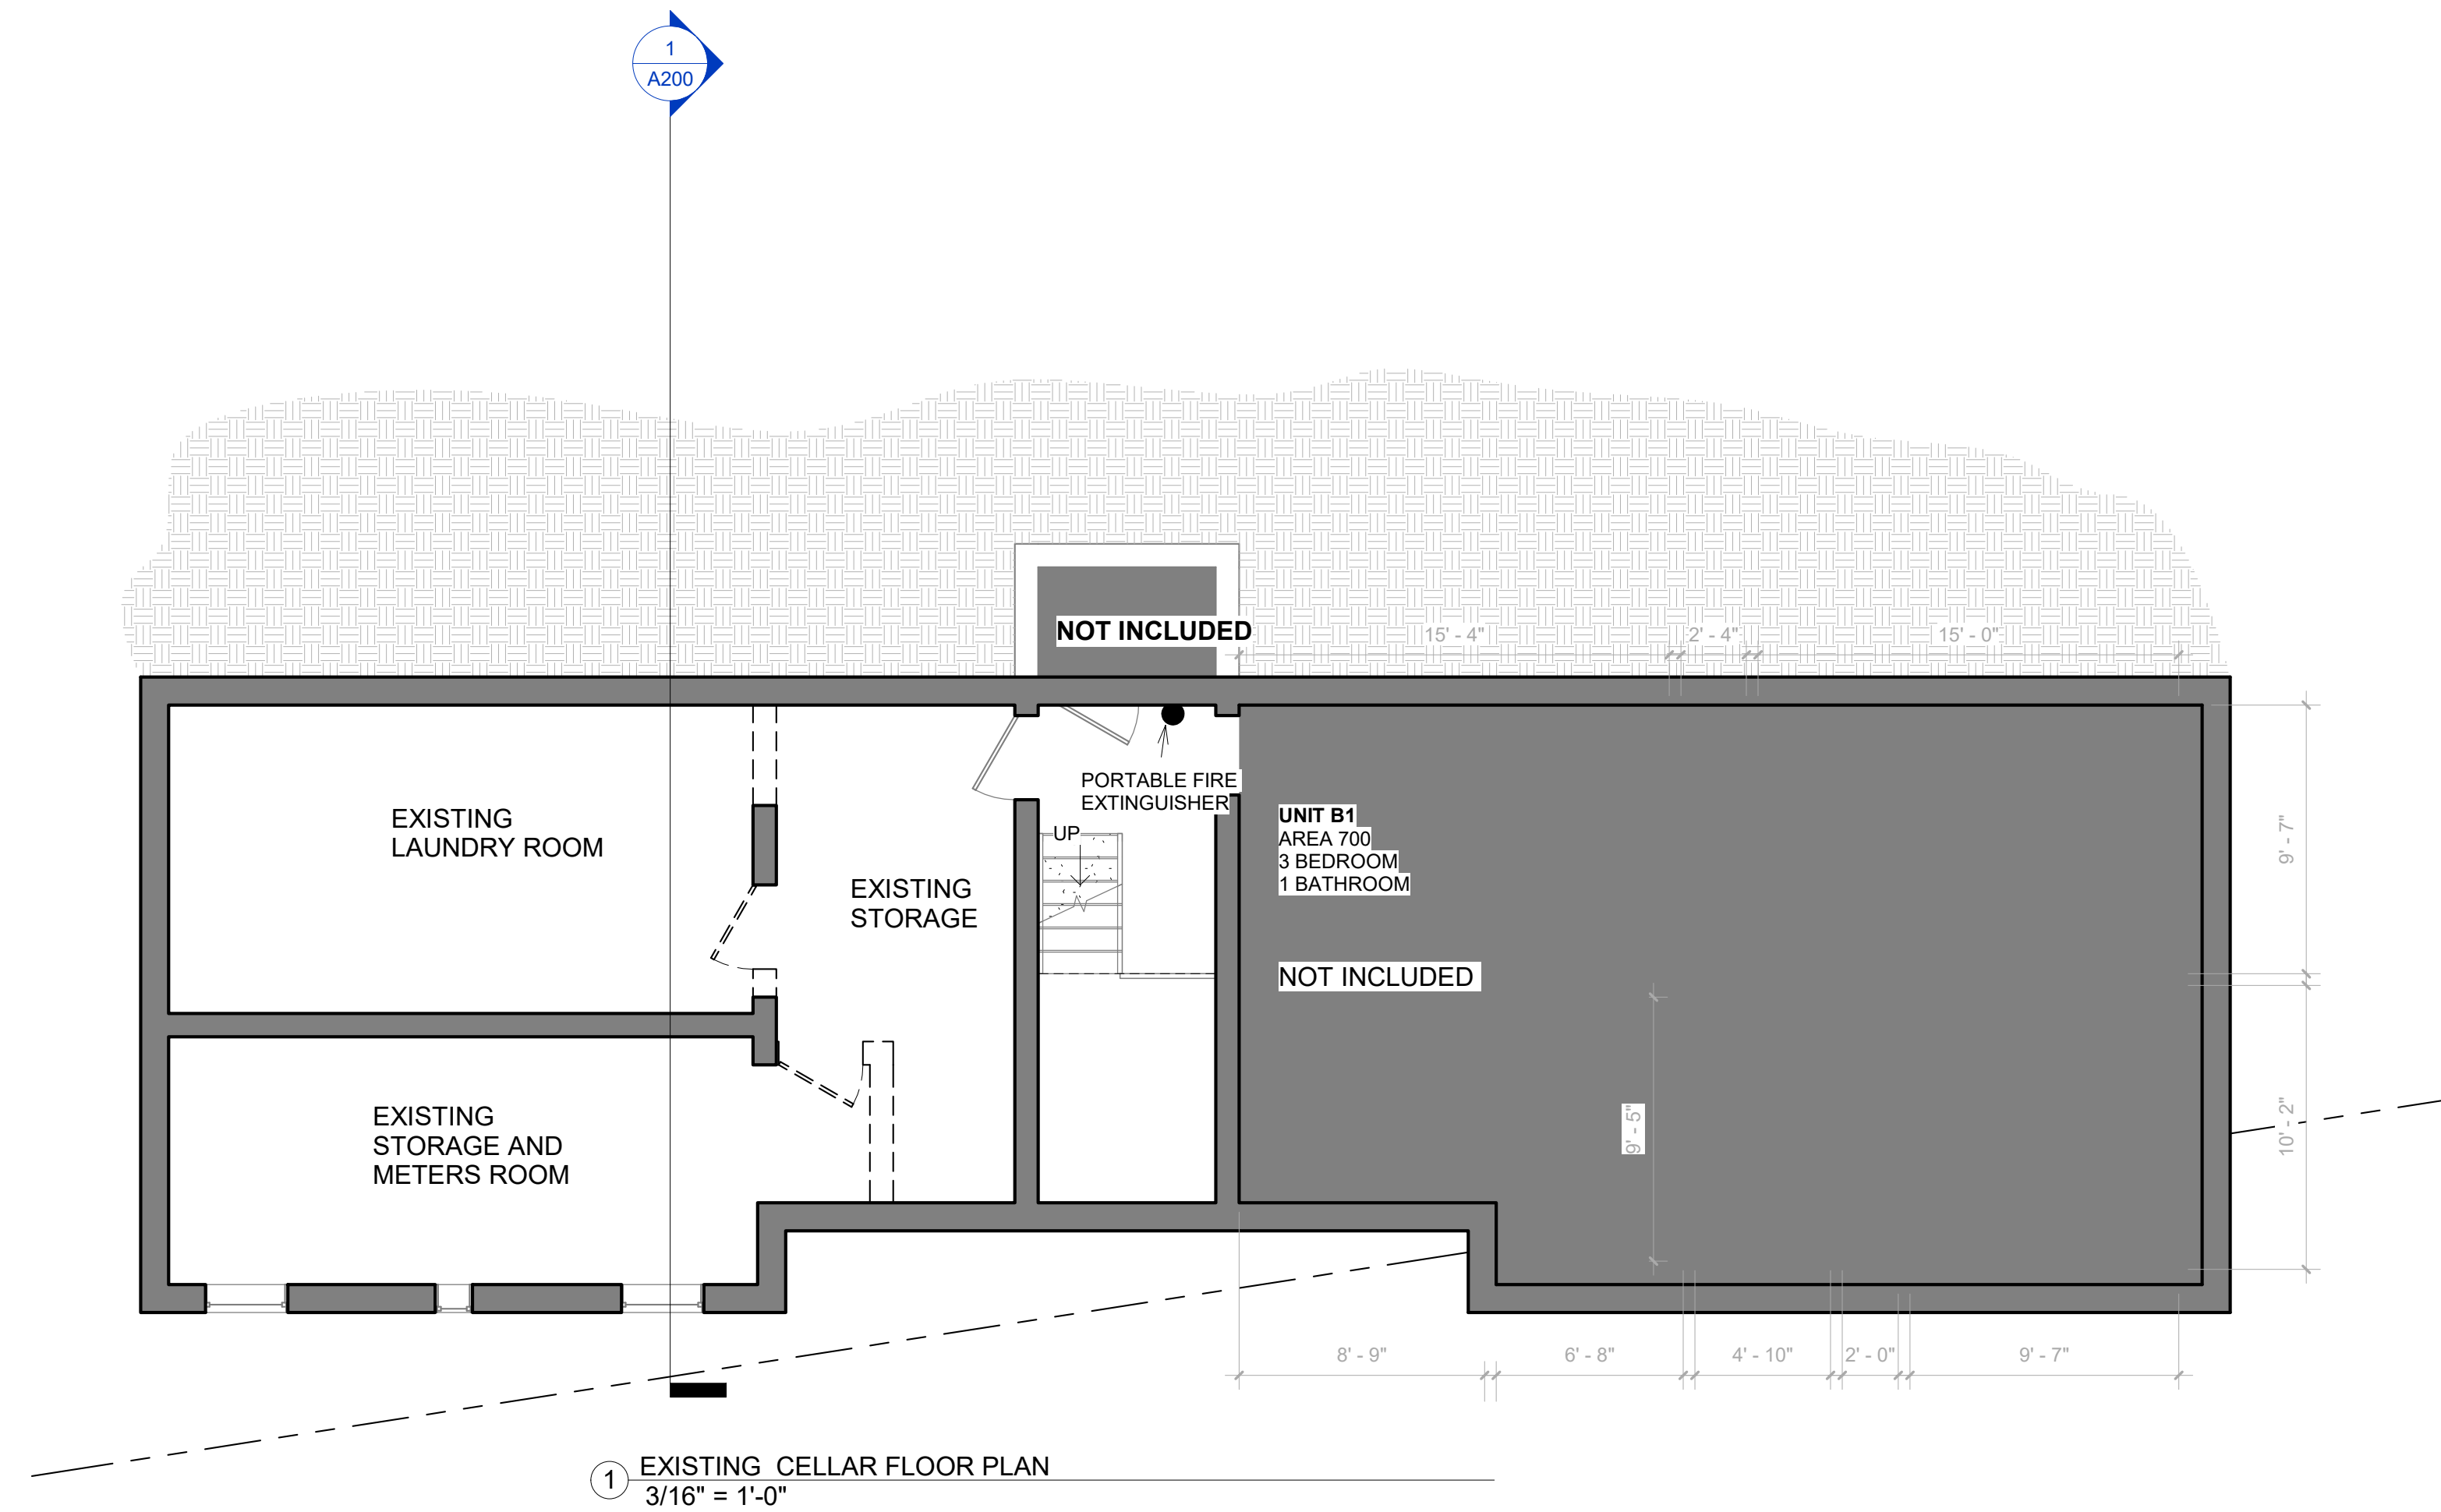 1
A200
NOT INCLUDED
15' - 4"
2' - 4"
15' - 0"
PORTABLE FIRE
EXTINGUISHER
UP
EXISTING
LAUNDRY ROOM
EXISTING
STORAGE
UNIT B1
AREA 700
3 BEDROOM
1 BATHROOM
NOT INCLUDED
9' - 7"
EXISTING
STORAGE AND
METERS ROOM
9' - 5"
10' - 2"
8' - 9"
6' - 8"
4' - 10"
2' - 0"
9' - 7"
1
EXISTING CELLAR FLOOR PLAN
3/16" = 1'-0"